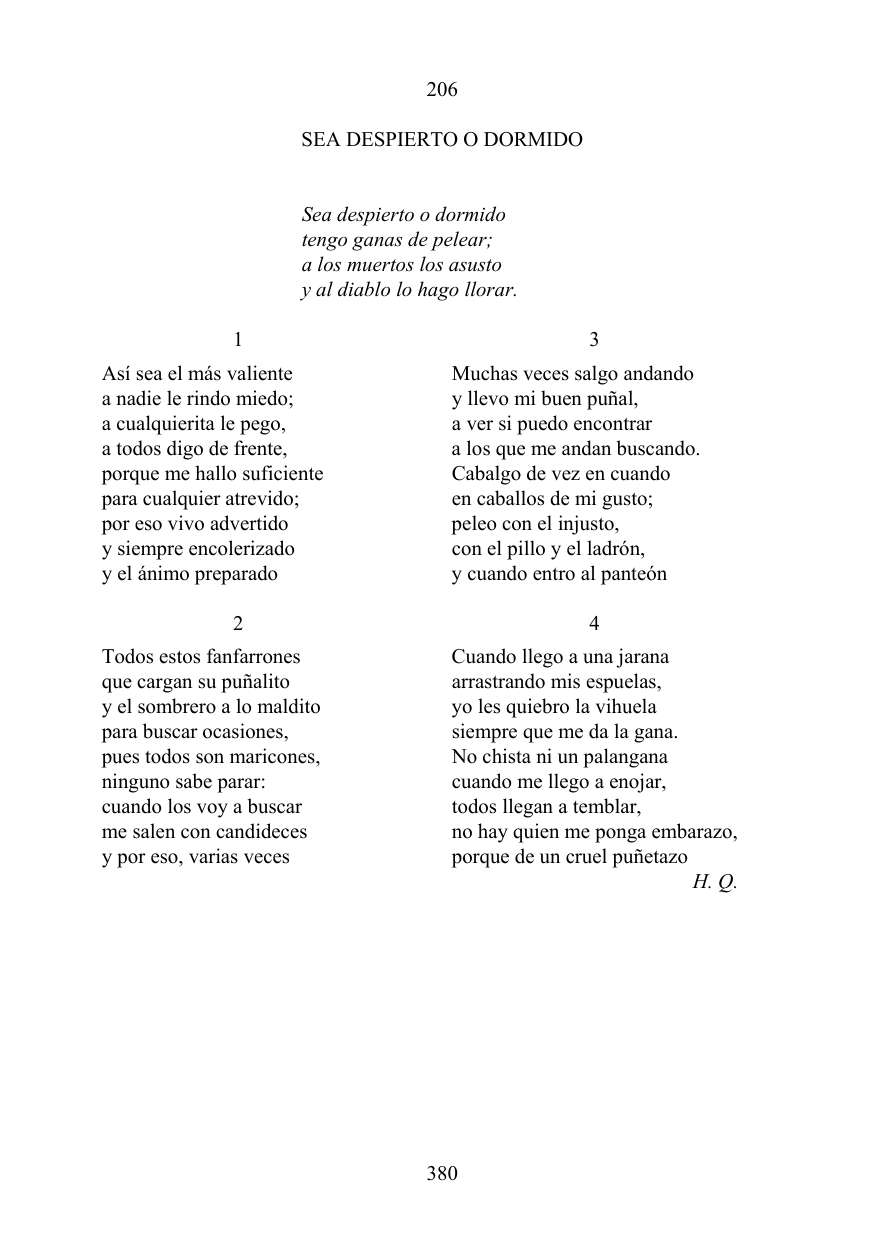 206
SEA DESPIERTO O DORMIDO
Sea despierto o dormido
tengo ganas de pelear;
a los muertos los asusto
y al diablo lo hago llorar.
1
Así sea el más valiente
a nadie le rindo miedo;
a cualquierita le pego,
a todos digo de frente,
porque me hallo suficiente
para cualquier atrevido;
por eso vivo advertido
y siempre encolerizado
y el ánimo preparado
2
Todos estos fanfarrones
que cargan su puñalito
y el sombrero a lo maldito
para buscar ocasiones,
pues todos son maricones,
ninguno sabe parar:
cuando los voy a buscar
me salen con candideces
y por eso, varias veces
3
Muchas veces salgo andando
y llevo mi buen puñal,
a ver si puedo encontrar
a los que me andan buscando.
Cabalgo de vez en cuando
en caballos de mi gusto;
peleo con el injusto,
con el pillo y el ladrón,
y cuando entro al panteón
4
Cuando llego a una jarana
arrastrando mis espuelas,
yo les quiebro la vihuela
siempre que me da la gana.
No chista ni un palangana
cuando me llego a enojar,
todos llegan a temblar,
no hay quien me ponga embarazo,
porque de un cruel puñetazo
H. Q.
380